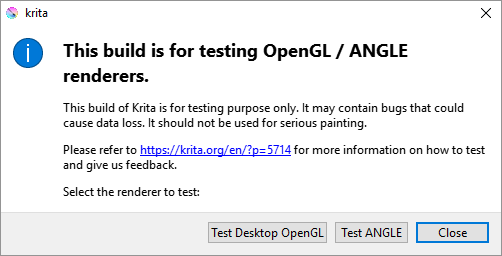 krita
This build is for testing OpenGL / ANGLE
renderers.
This build of Krita is for testing purpose only. It may contain bugs that could
cause data loss. It should not be used for serious painting.
Please refer to https://krita.org/en/?p=5714 for more information on how to test
and give us feedback.
Select the renderer to test:
Test Desktop OpenGL
Test ANGLE
Close